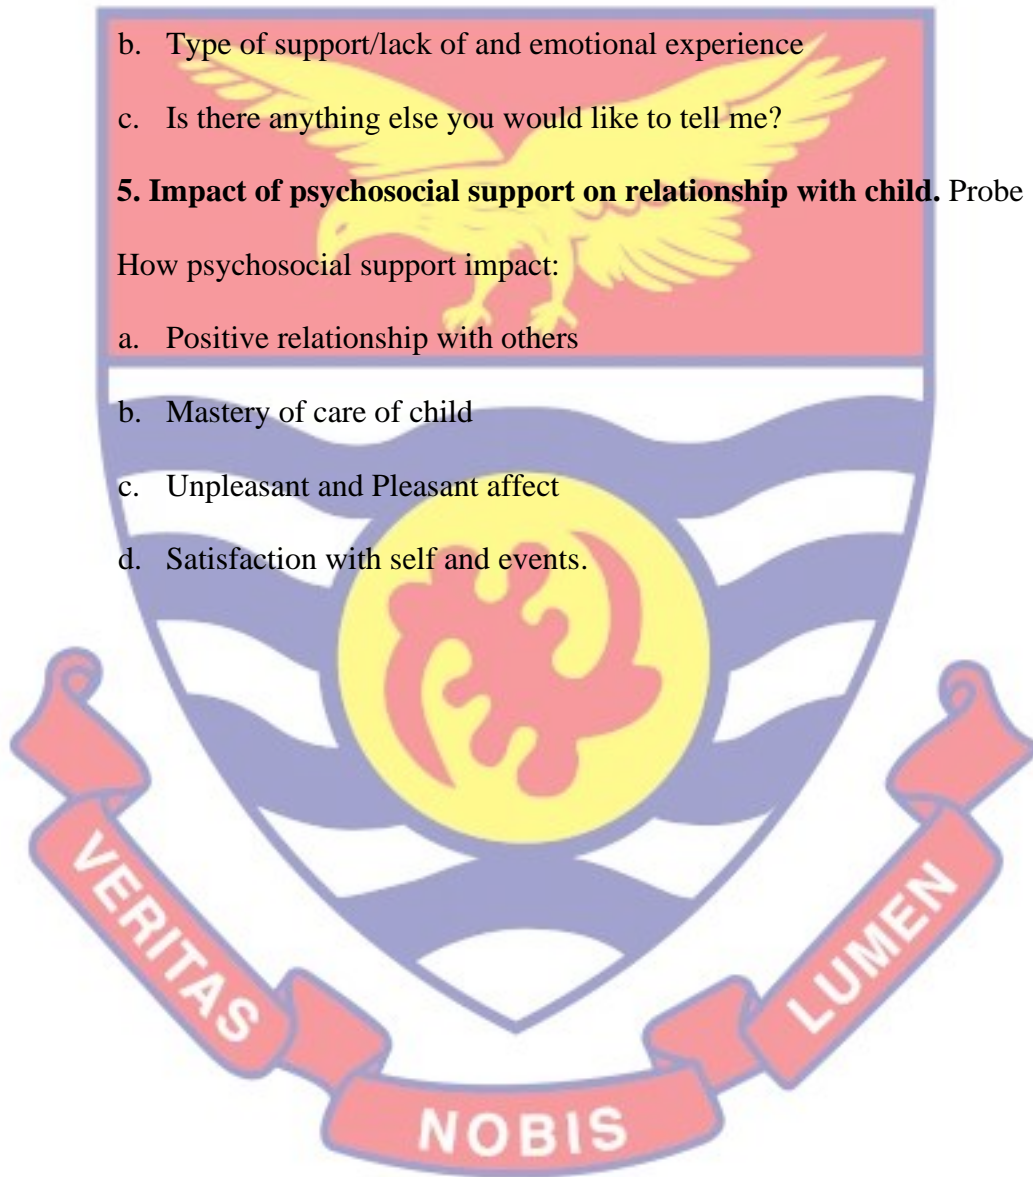 b. Type of support/lack of and emotional experience
c. Is there anything else you would like to tell me?
5. Impact of psychosocial support on relationship with child. Probe
How psychosocial support impact:
a. Positive relationship with others
b. Mastery of care of child
c. Unpleasant and Pleasant affect
d. Satisfaction with self and events.
VERITAS
NOBIS
LUMEN